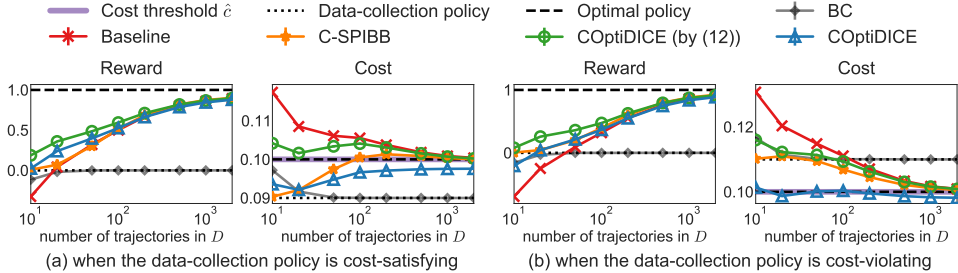 Cost threshold ĉ
Data-collection policy
Optimal policy
BC
Baseline
C-SPIBB
COptiDICE (by (12))
COptiDICE
Reward
Cost
Reward
Cost
1.0
0.5
0.0
10¹ 10² 10³
number of trajectories in D
0.11
0.10
0.09
10¹ 10² 10³
number of trajectories in D
1
0
10¹ 10² 10³
number of trajectories in D
0.12
0.10
10¹ 10² 10³
number of trajectories in D
(a) when the data-collection policy is cost-satisfying
(b) when the data-collection policy is cost-violating